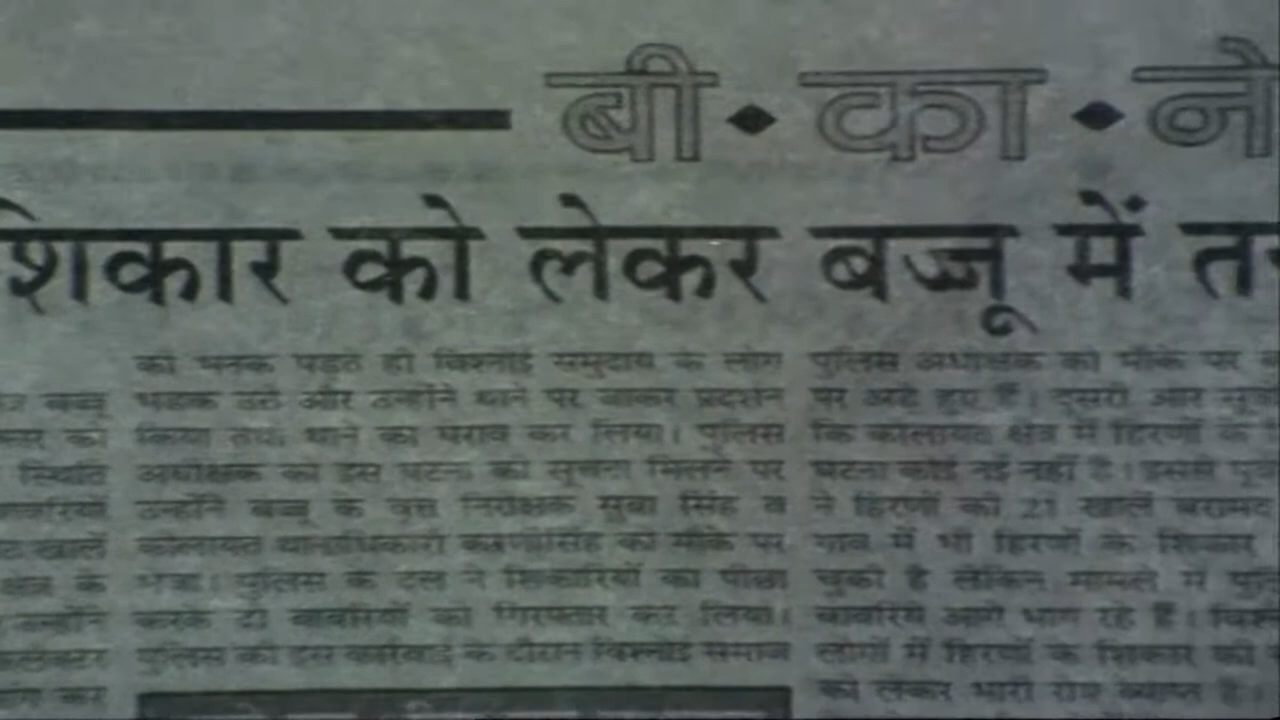 बी·का·ने
शिकार को लेकर बज्जू में
की भनक पड़ते ही विश्नोई समुदाय के लोग
भड़क उठे और उन्होंने थाने पर जाकर प्रदर्शन
किया तथा थाने का घेराव कर लिया। पुलिस
अधीक्षक को इस घटना की सूचना मिलने पर
उन्होंने बज्जू के वृत्त निरीक्षक सुबा सिंह व
कोलायत थानाधिकारी करणीसिंह को मौके पर
भेजा। पुलिस के दल ने शिकारियों का पीछा
करके दो बावरियों को गिरफ्तार कर लिया।
पुलिस की इस कार्रवाई के दौरान विश्नोई समाज
पुलिस अधीक्षक को मौके पर
पर अड़े हुए हैं। दूसरी ओर
कि कोलायत क्षेत्र में हिरणों के
घटना कोई नई नहीं है। इससे
ने हिरणों की 21 खालें बरामद
गांव में भी हिरणों के शिकार
चुकी है लेकिन मामले में
बावरिये आगे भाग रहे हैं।
लोगों में हिरणों के शिकार की
को लेकर भारी रोष व्याप्त है।